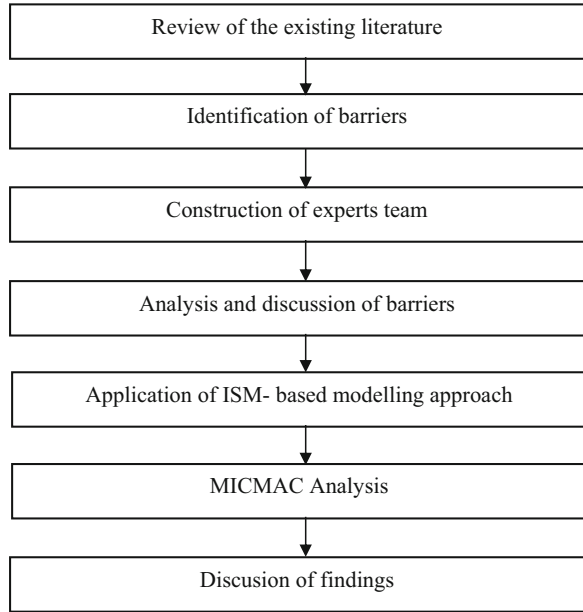 Review of the existing literature
Identification of barriers
Construction of experts team
Analysis and discussion of barriers
Application of ISM- based modelling approach
MICMAC Analysis
Discusion of findings